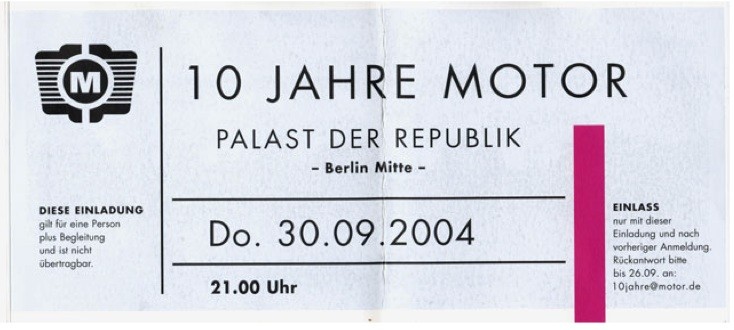 M
10 JAHRE MOTOR
PALAST DER REPUBLIK
– Berlin Mitte –
DIESE EINLADUNG
gilt für eine Person
plus Begleitung
und ist nicht
übertragbar.
Do. 30.09.2004
21.00 Uhr
EINLASS
nur mit dieser
Einladung und nach
vorheriger Anmeldung.
Rückantwort bitte
bis 26.09. an:
10jahre@motor.de